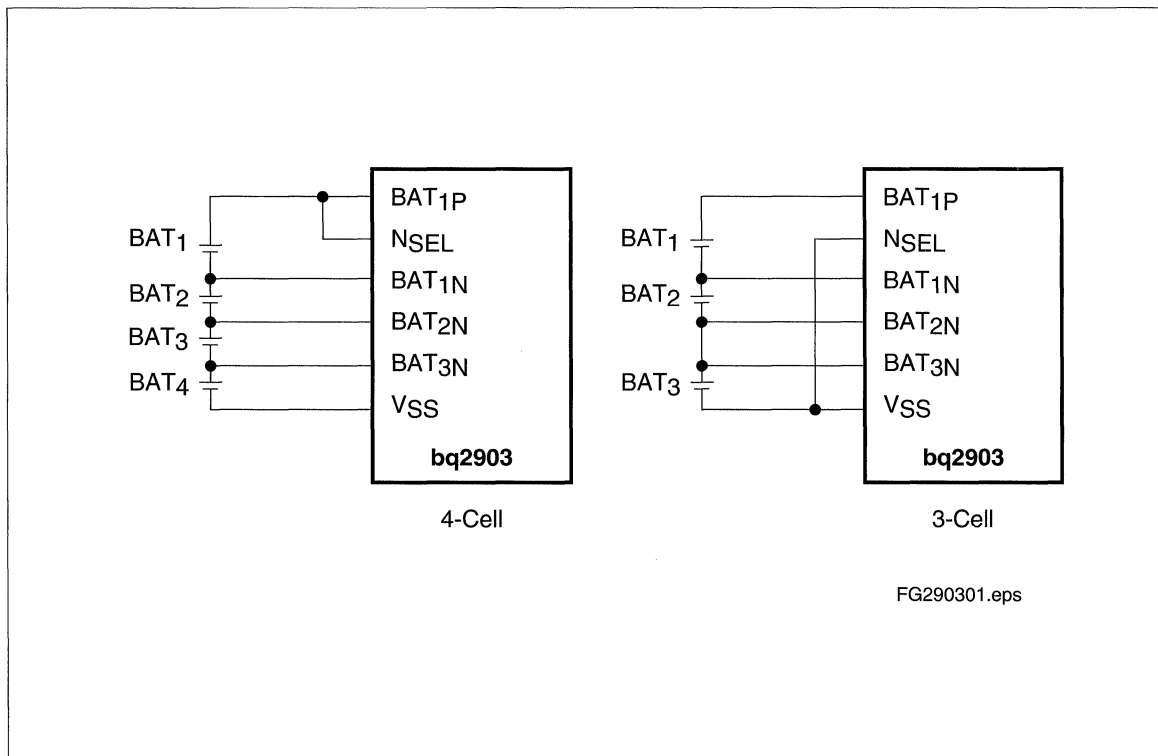 BAT1P
NSEL
BAT1
BAT1N
BAT2
BAT2N
BAT3
BAT3N
BAT4
VSS
bq2903
4-Cell
BAT1P
BAT1
NSEL
BAT1N
BAT2
BAT2N
BAT3N
BAT3
VSS
bq2903
3-Cell
FG290301.eps